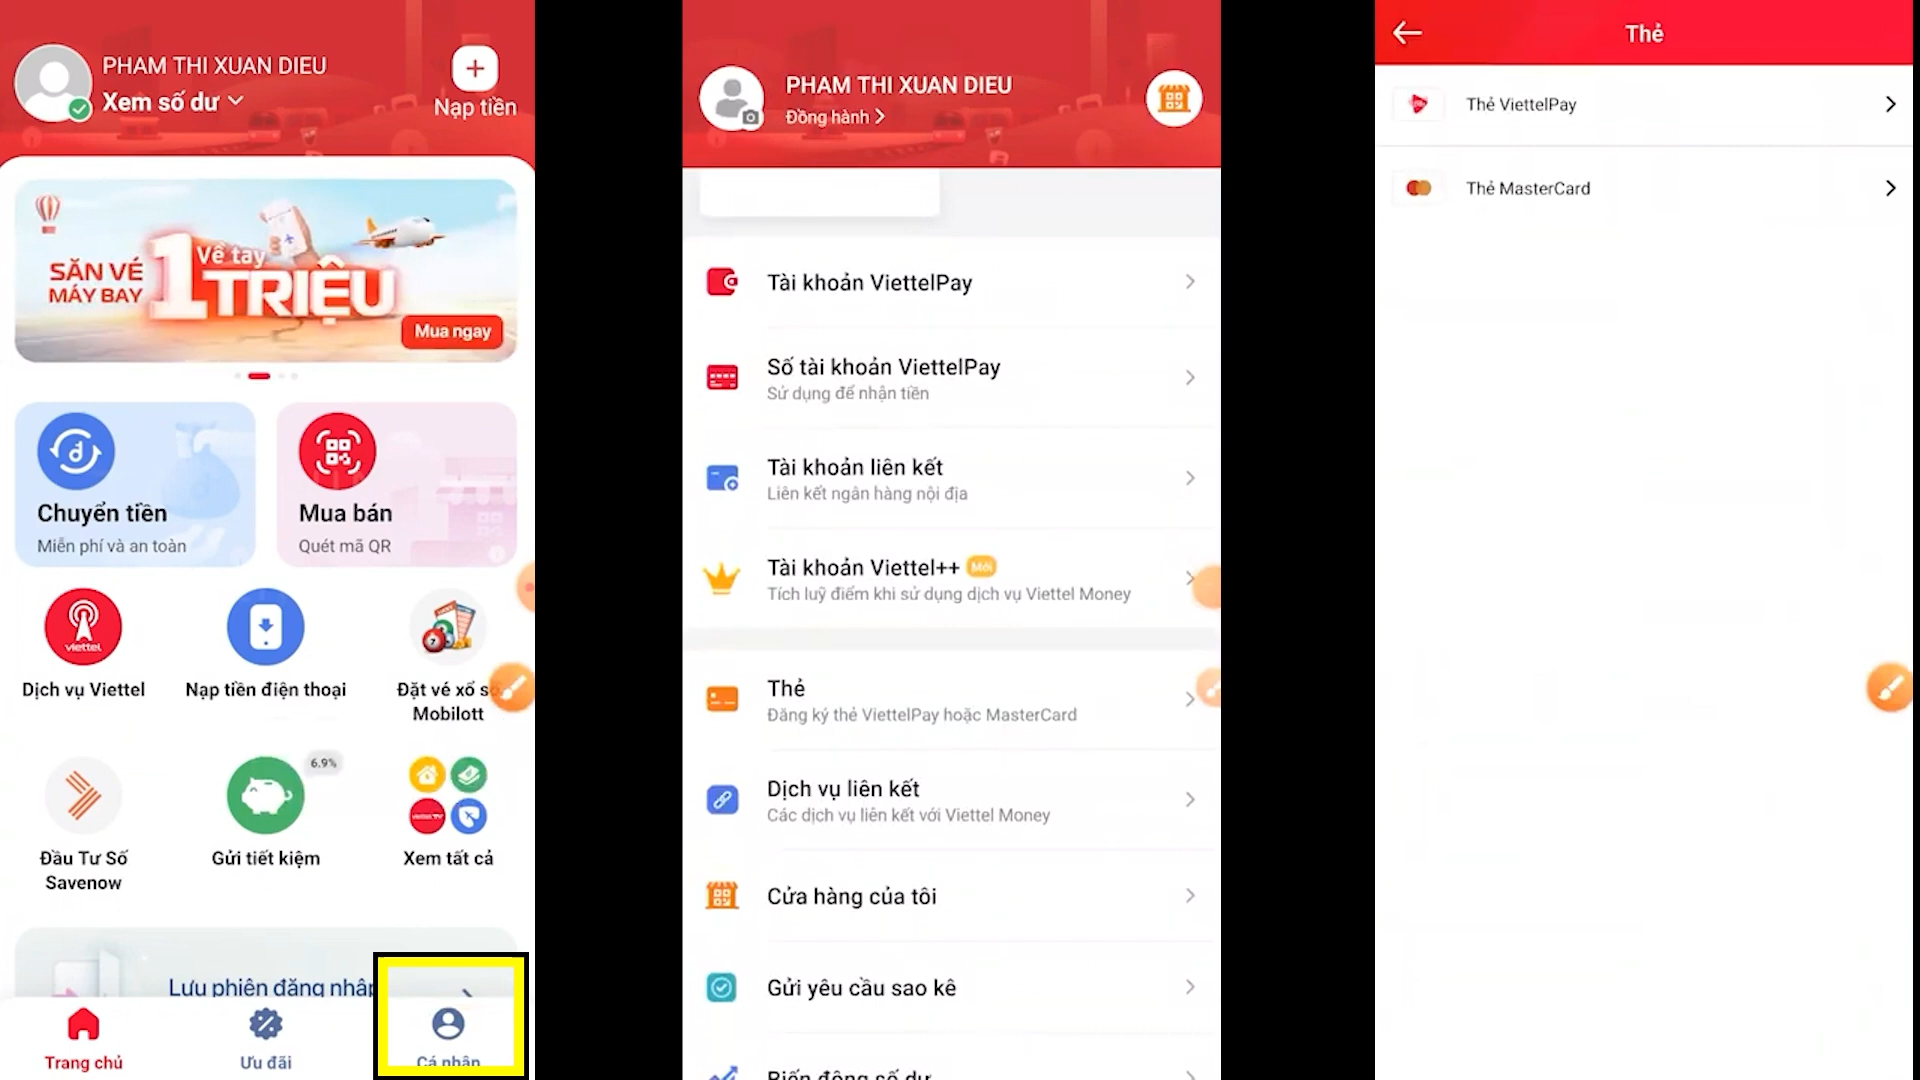 PHAM THI XUAN DIEU
Xem số dư
Nạp tiền
SĂN VÉ
MÁY BAY
Về tay
1 TRIỆU
Mua ngay
Chuyển tiền
Miễn phí và an toàn
Mua bán
Quét mã QR
viettel
Dịch vụ Viettel
Nạp tiền điện thoại
Đặt vé xổ số
Mobilott
6.9%
Đầu Tư Số
Savenow
Gửi tiết kiệm
Xem tất cả
Lưu phiên đăng nhập
Trang chủ
Ưu đãi
Cá nhân
PHAM THI XUAN DIEU
Đồng hành
Tài khoản ViettelPay
Số tài khoản ViettelPay
Sử dụng để nhận tiền
Tài khoản liên kết
Liên kết ngân hàng nội địa
Tài khoản Viettel++ Mới
Tích luỹ điểm khi sử dụng dịch vụ Viettel Money
Thẻ
Đăng ký thẻ ViettelPay hoặc MasterCard
Dịch vụ liên kết
Các dịch vụ liên kết với Viettel Money
Cửa hàng của tôi
Gửi yêu cầu sao kê
Biến động số dư
Thẻ
Thẻ ViettelPay
Thẻ MasterCard